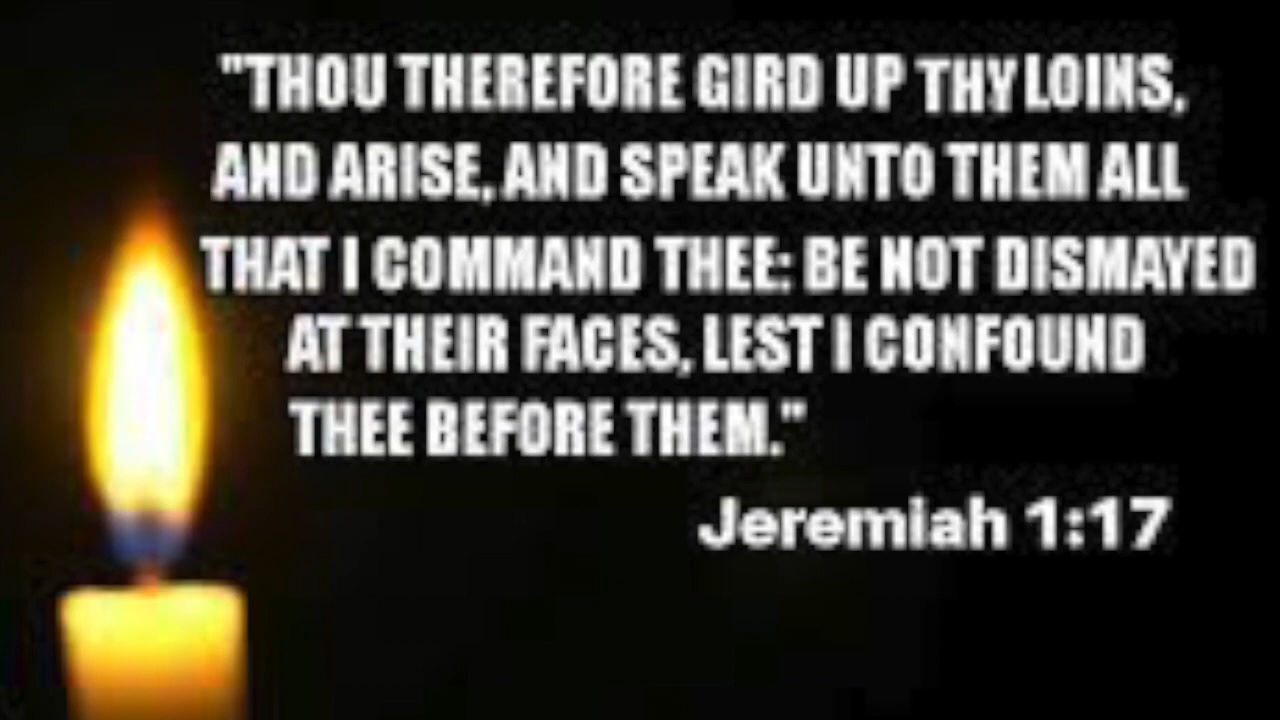 "THOU THEREFORE GIRD UP THY LOINS,
AND ARISE, AND SPEAK UNTO THEM ALL
THAT I COMMAND THEE: BE NOT DISMAYED
AT THEIR FACES, LEST I CONFOUND
THEE BEFORE THEM."
Jeremiah 1:17